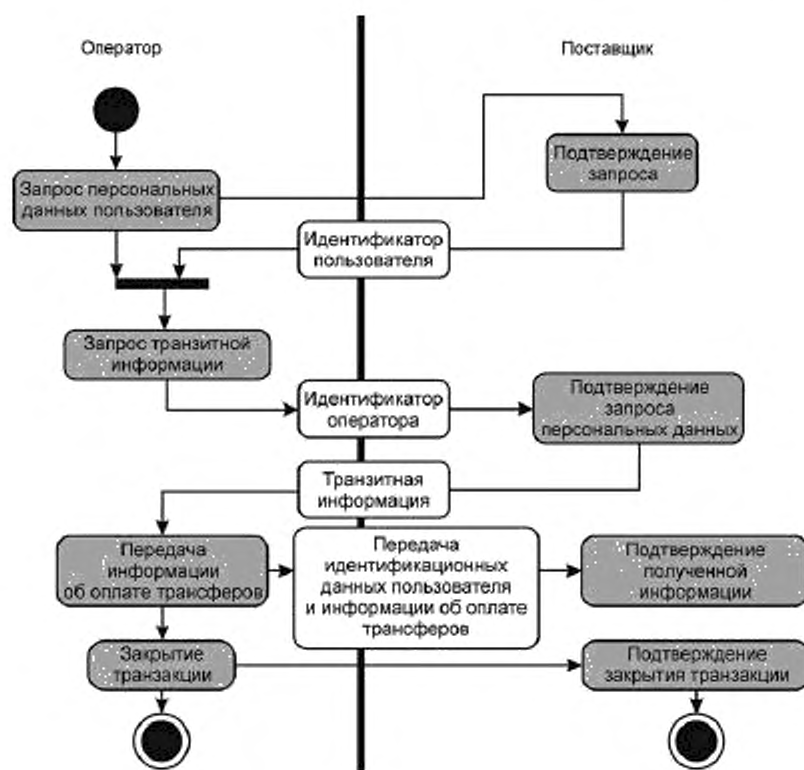 Оператор
Поставщик
Подтверждение
запроса
Запрос персональных
данных пользователя
Идентификатор
пользователя
Запрос транзитной
информации
Идентификатор
оператора
Подтверждение
запроса
персональных данных
Транзитная
информация
Передача
информации
об оплате трансферов
Передача
идентификационных
данных пользователя
и информации об оплате
трансферов
Подтверждение
полученной
информации
Закрытие
транзакции
Подтверждение
закрытия транзакции